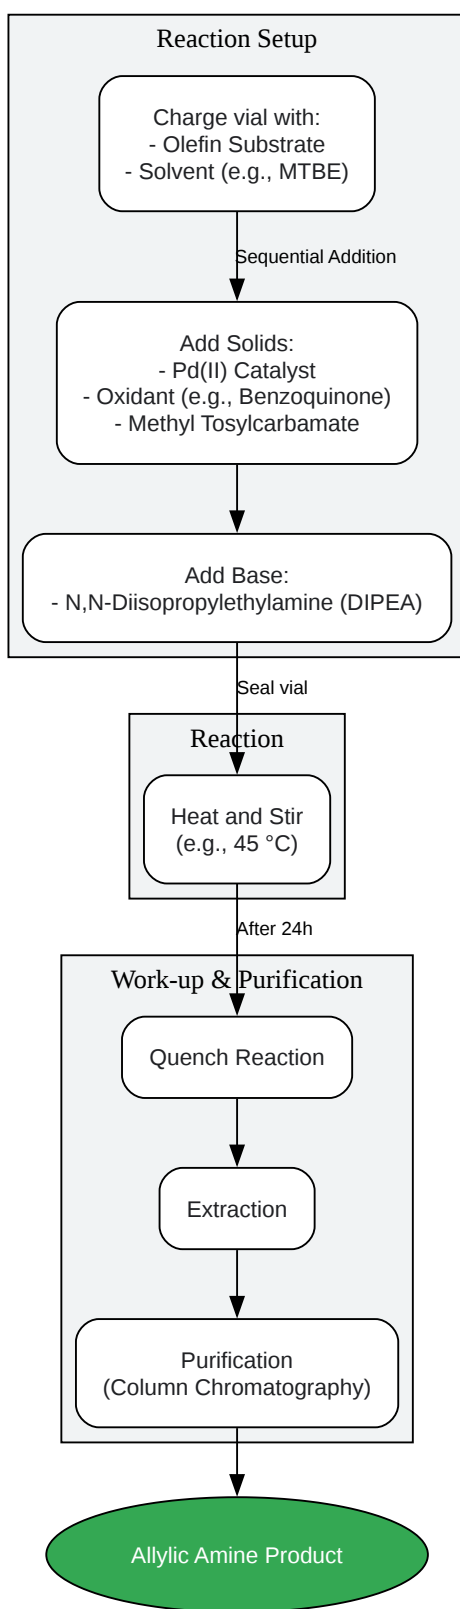 Reaction Setup
Charge vial with:
- Olefin Substrate
- Solvent (e.g., MTBE)
Sequential Addition
Add Solids:
- Pd(II) Catalyst
- Oxidant (e.g., Benzoquinone)
- Methyl Tosylcarbamate
Add Base:
- N,N-Diisopropylethylamine (DIPEA)
Seal vial
Reaction
Heat and Stir
(e.g., 45 °C)
After 24h
Work-up & Purification
Quench Reaction
Extraction
Purification
(Column Chromatography)
Allylic Amine Product